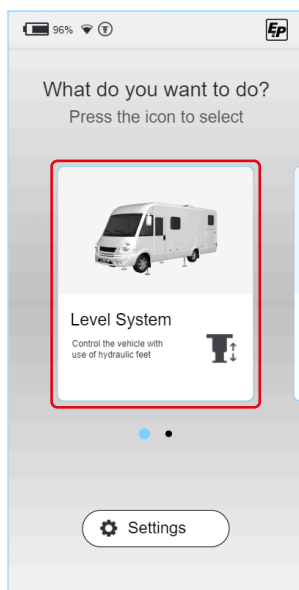 96%
EP
What do you want to do?
Press the icon to select
Level System
Control the vehicle with
use of hydraulic feet
Settings